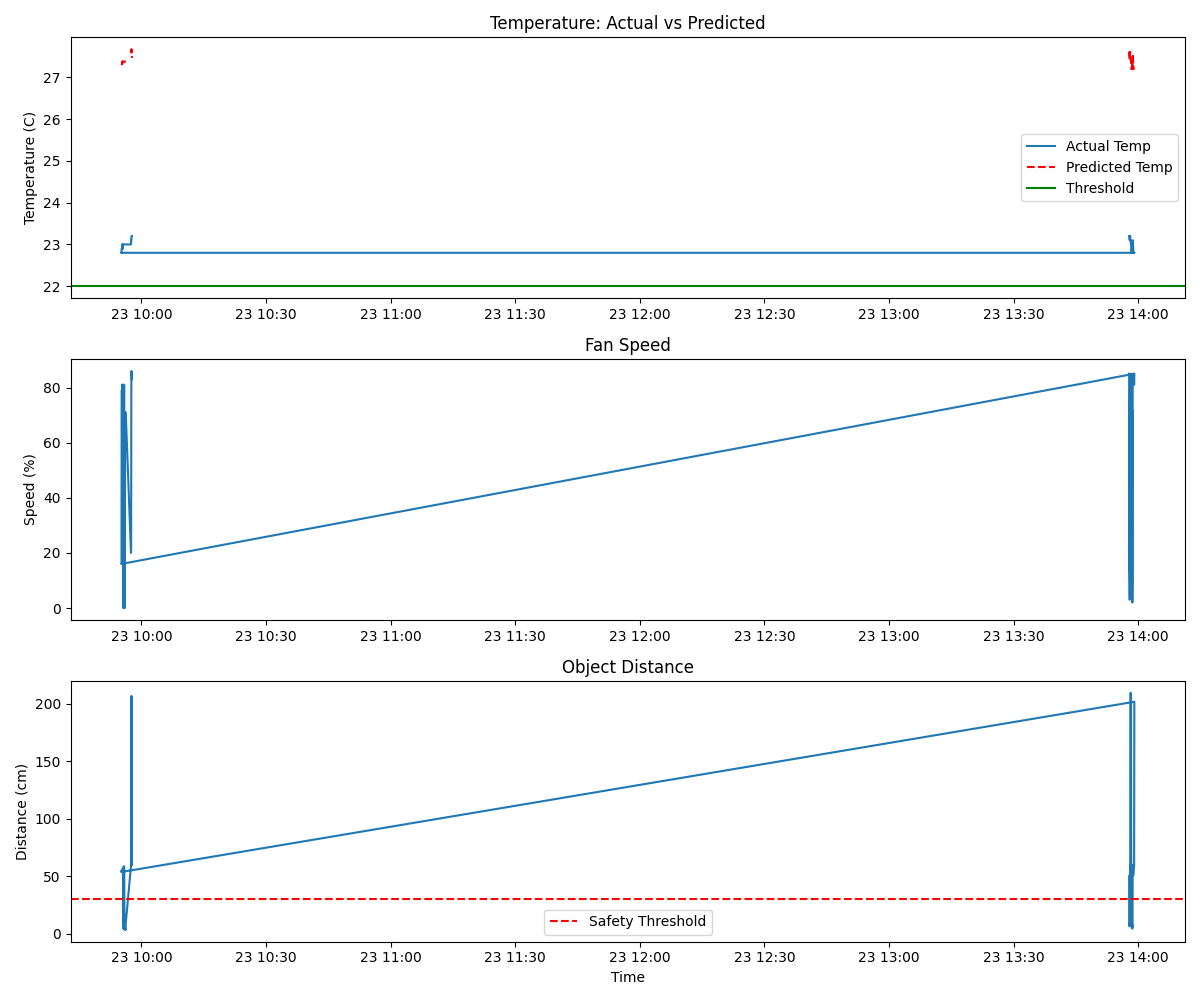 Temperature: Actual vs Predicted
Temperature (C)
27
26
25
24
23
22
Actual Temp
Predicted Temp
Threshold
23 10:00 23 10:30 23 11:00 23 11:30 23 12:00 23 12:30 23 13:00 23 13:30 23 14:00
Fan Speed
Speed (%)
80
60
40
20
0
23 10:00 23 10:30 23 11:00 23 11:30 23 12:00 23 12:30 23 13:00 23 13:30 23 14:00
Object Distance
Distance (cm)
200
150
100
50
0
Safety Threshold
23 10:00 23 10:30 23 11:00 23 11:30 23 12:00 23 12:30 23 13:00 23 13:30 23 14:00
Time